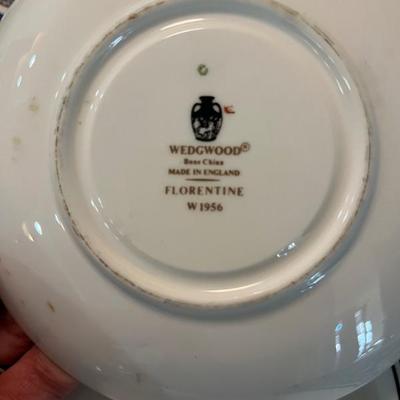 WEDGWOOD®
Bone China
MADE IN ENGLAND
FLORENTINE
W1956